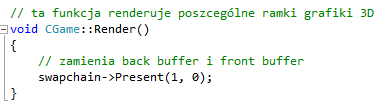 // ta funkcja renderuje poszczególne ramki grafiki 3D
void CGame::Render()
{
// zamienia back buffer i front buffer
swapchain->Present(1, 0);
}